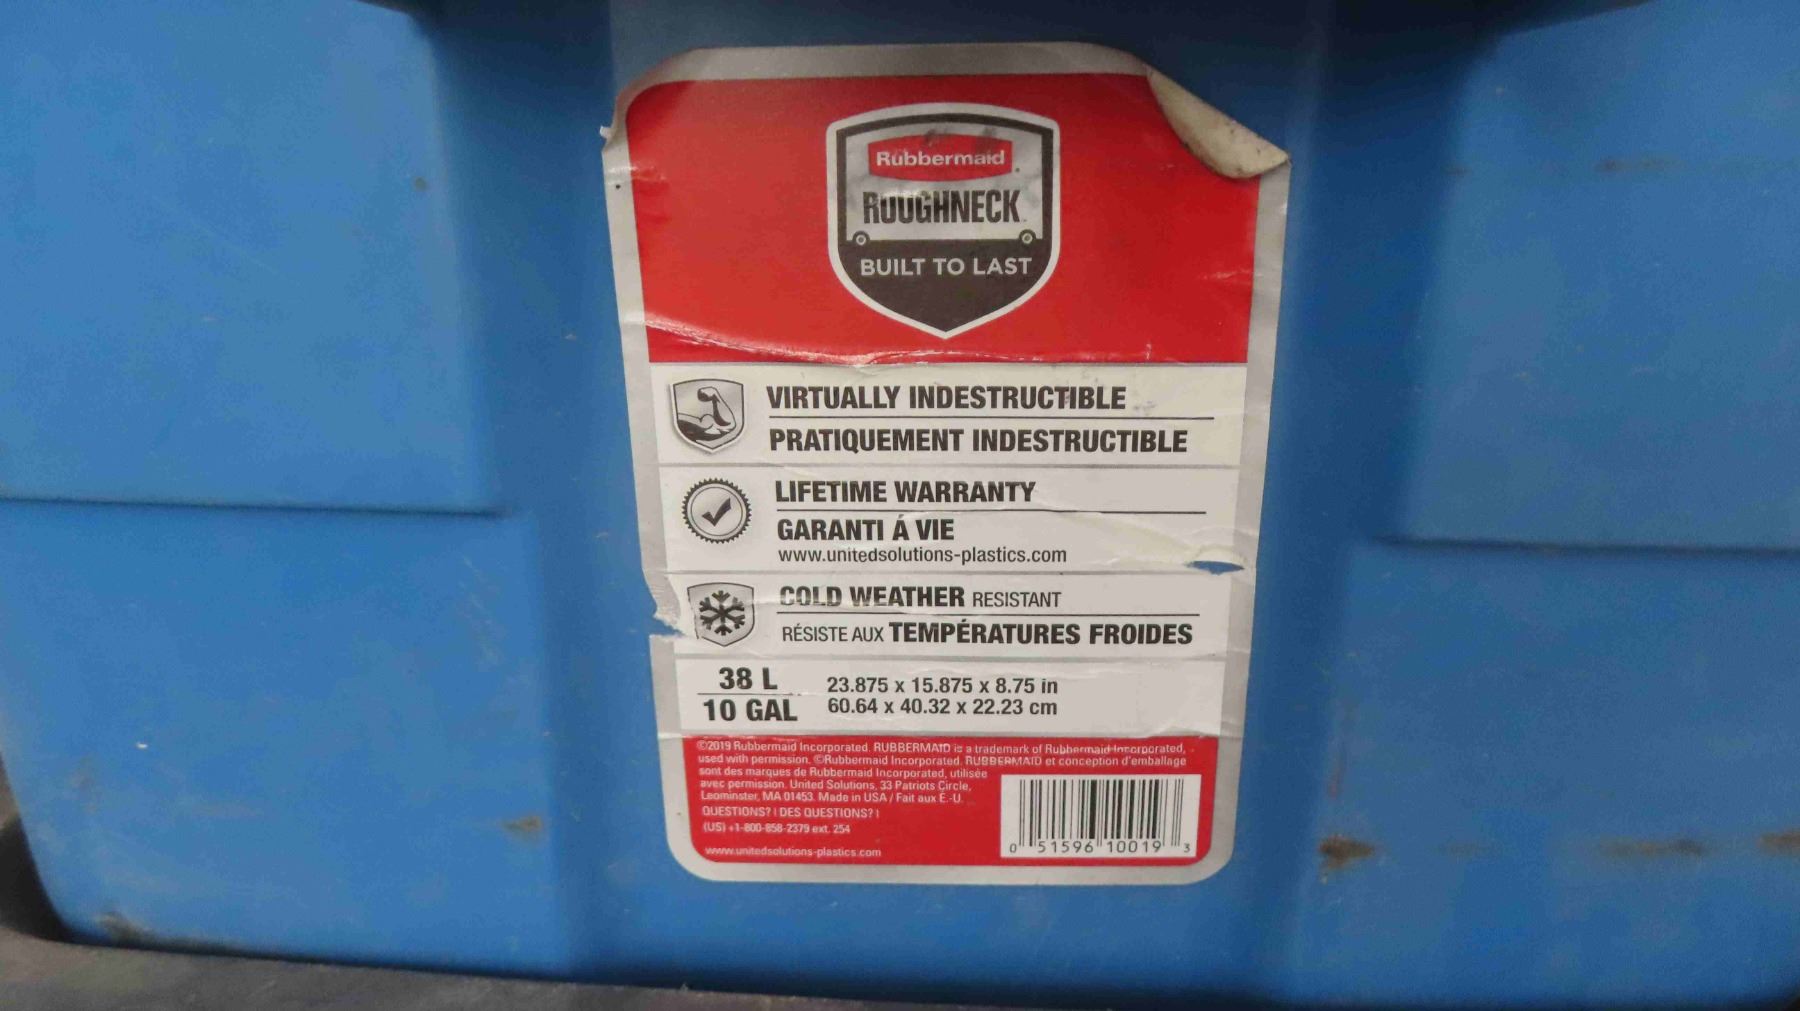 Rubbermaid
ROUGHNECK
BUILT TO LAST
VIRTUALLY INDESTRUCTIBLE
PRATIQUEMENT INDESTRUCTIBLE
LIFETIME WARRANTY
GARANTI Á VIE
www.unitedsolutions-plastics.com
COLD WEATHER RESISTANT
RÉSISTE AUX TEMPÉRATURES FROIDES
38 L
10 GAL
23.875 x 15.875 x 8.75 in
60.64 x 40.32 x 22.23 cm
©2019 Rubbermaid Incorporated. RUBBERMAID is a trademark of Rubbermaid Incorporated,
used with permission. ©Rubbermaid Incorporated. RUBBERMAID et conception d'emballage
sont des marques de Rubbermaid Incorporated, utilisée
avec permission. United Solutions, 33 Patriots Circle,
Leominster, MA 01453. Made in USA / Fait aux É.-U.
QUESTIONS? | DES QUESTIONS? |
(US) +1-800-858-2379 ext. 254
www.unitedsolutions-plastics.com
0 51596 10019 3